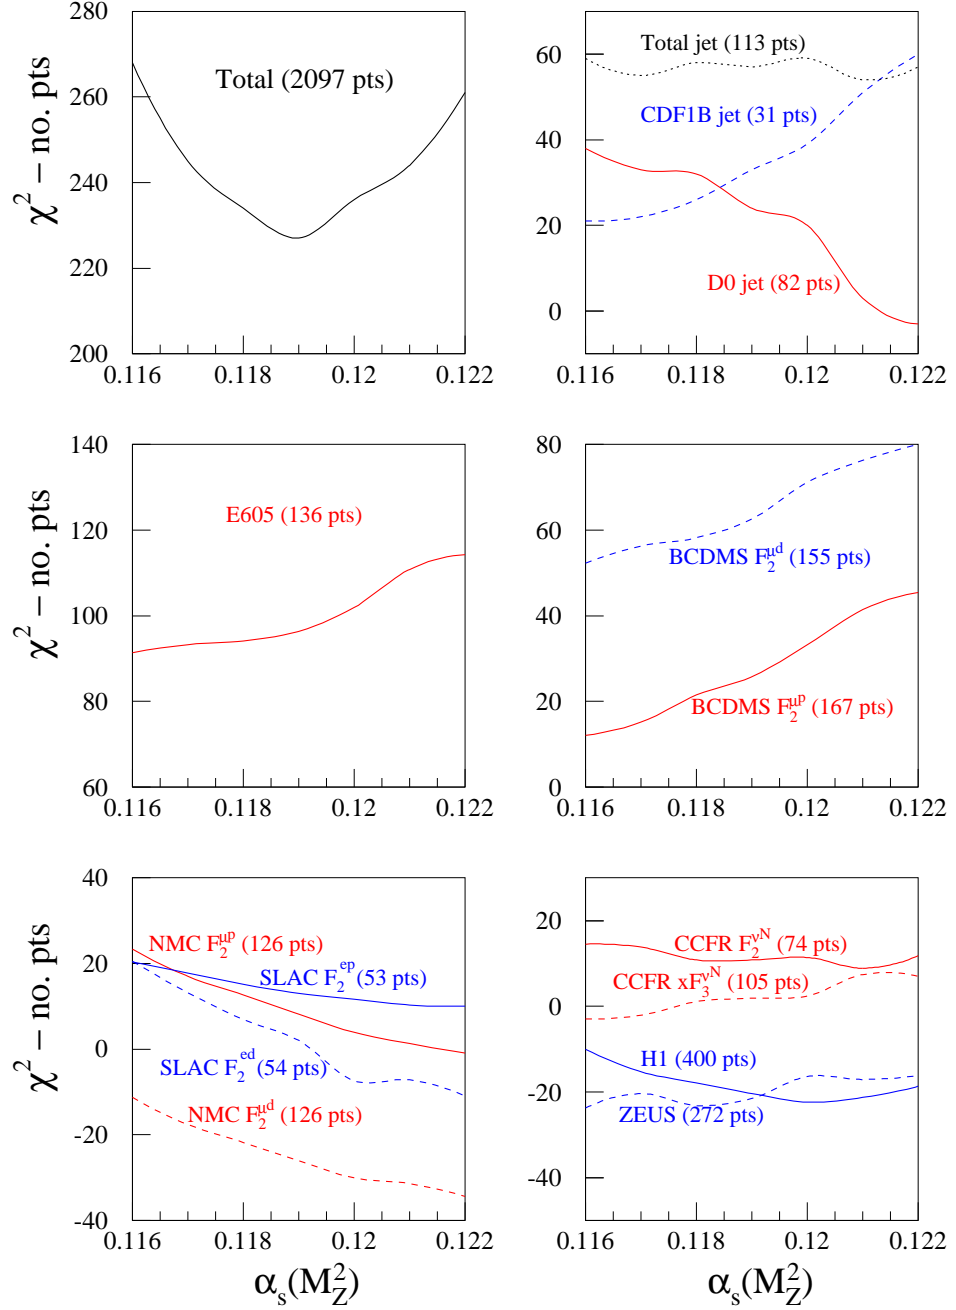 χ² – no. pts
280
260
240
220
200
Total (2097 pts)
0.116 0.118 0.12 0.122
60
40
20
0
Total jet (113 pts)
CDF1B jet (31 pts)
D0 jet (82 pts)
0.116 0.118 0.12 0.122
χ² – no. pts
140
120
100
80
60
E605 (136 pts)
0.116 0.118 0.12 0.122
80
60
40
20
0
BCDMS F₂^μd (155 pts)
BCDMS F₂^μp (167 pts)
0.116 0.118 0.12 0.122
χ² – no. pts
40
20
0
-20
-40
NMC F₂^μp (126 pts)
SLAC F₂^ep (53 pts)
SLAC F₂^ed (54 pts)
NMC F₂^μd (126 pts)
0.116 0.118 0.12 0.122
α_s(M_Z²)
20
0
-20
-40
CCFR F₂^νN (74 pts)
CCFR xF₃^νN (105 pts)
H1 (400 pts)
ZEUS (272 pts)
0.116 0.118 0.12 0.122
α_s(M_Z²)